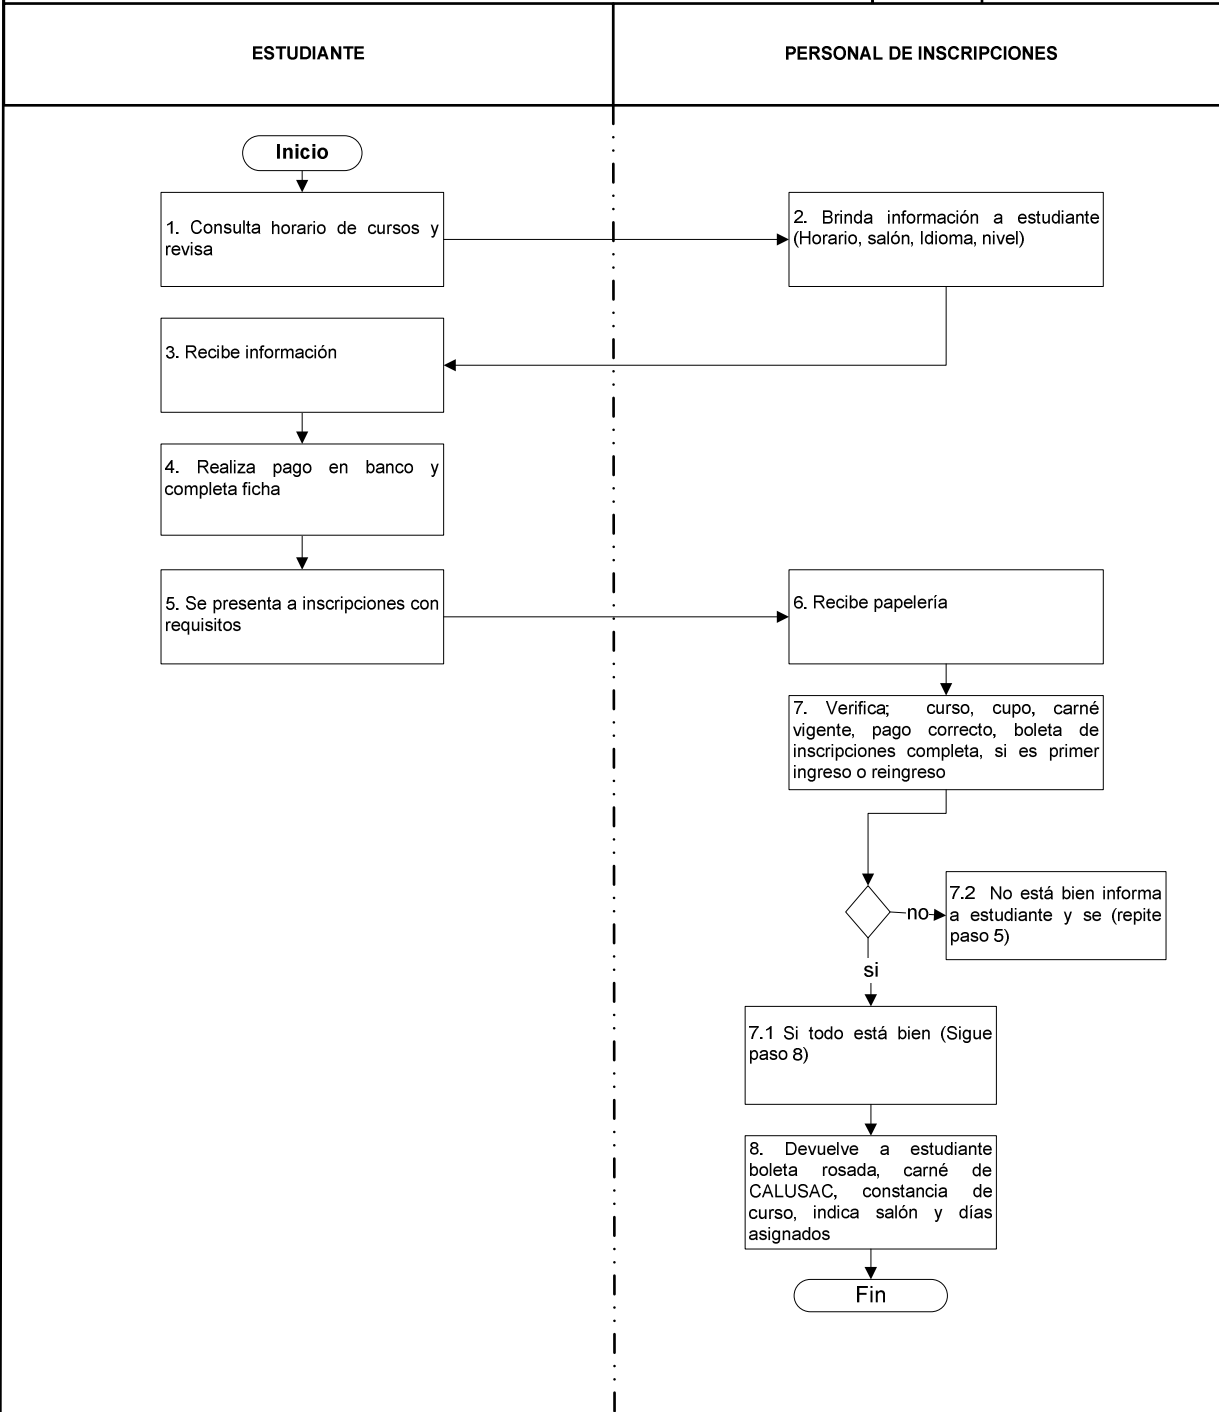 ESTUDIANTE
PERSONAL DE INSCRIPCIONES
Inicio
1. Consulta horario de cursos y
revisa
2. Brinda información a estudiante
(Horario, salón, Idioma, nivel)
3. Recibe información
4. Realiza pago en banco y
completa ficha
5. Se presenta a inscripciones con
requisitos
6. Recibe papelería
7. Verifica; curso, cupo, carné
vigente, pago correcto, boleta de
inscripciones completa, si es primer
ingreso o reingreso
no
7.2 No está bien informa
a estudiante y se (repite
paso 5)
si
7.1 Si todo está bien (Sigue
paso 8)
8. Devuelve a estudiante
boleta rosada, carné de
CALUSAC, constancia de
curso, indica salón y días
asignados
Fin